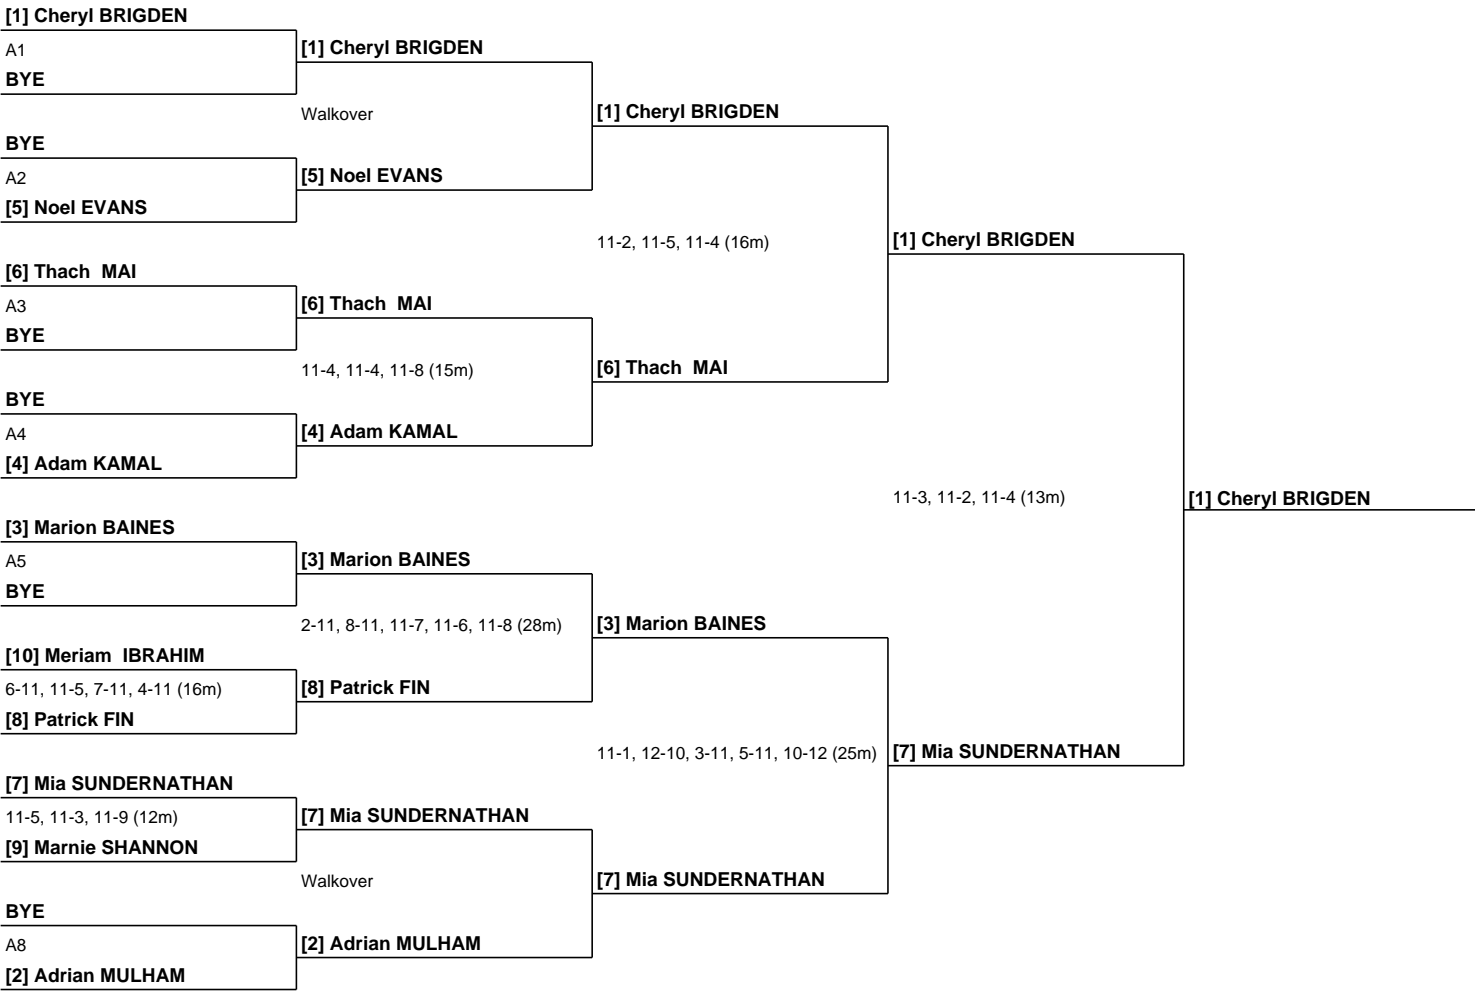 [1] Cheryl BRIGDEN
A1
BYE
BYE
A2
[5] Noel EVANS
[6] Thach  MAI
A3
BYE
BYE
A4
[4] Adam KAMAL
[3] Marion BAINES
A5
BYE
[10] Meriam  IBRAHIM
6-11, 11-5, 7-11, 4-11 (16m)
[8] Patrick FIN
[7] Mia SUNDERNATHAN
11-5, 11-3, 11-9 (12m)
[9] Marnie SHANNON
BYE
A8
[2] Adrian MULHAM
[1] Cheryl BRIGDEN
Walkover
[5] Noel EVANS
[6] Thach  MAI
11-4, 11-4, 11-8 (15m)
[4] Adam KAMAL
[3] Marion BAINES
2-11, 8-11, 11-7, 11-6, 11-8 (28m)
[8] Patrick FIN
[7] Mia SUNDERNATHAN
Walkover
[2] Adrian MULHAM
[1] Cheryl BRIGDEN
11-2, 11-5, 11-4 (16m)
[6] Thach  MAI
[3] Marion BAINES
11-1, 12-10, 3-11, 5-11, 10-12 (25m)
[7] Mia SUNDERNATHAN
[1] Cheryl BRIGDEN
11-3, 11-2, 11-4 (13m)
[7] Mia SUNDERNATHAN
[1] Cheryl BRIGDEN